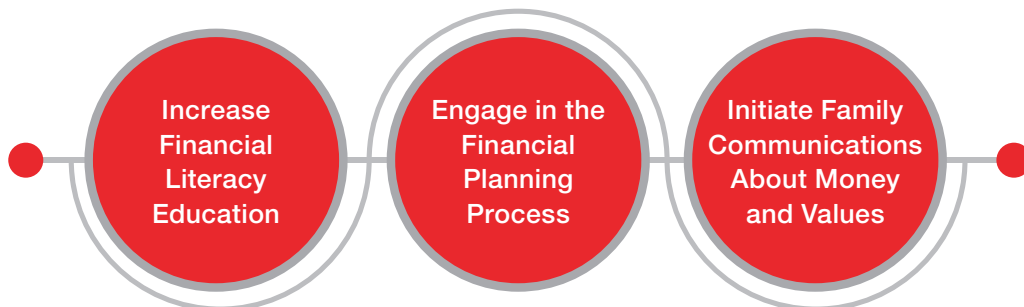 Increase
Financial
Literacy
Education
Engage in the
Financial
Planning
Process
Initiate Family
Communications
About Money
and Values